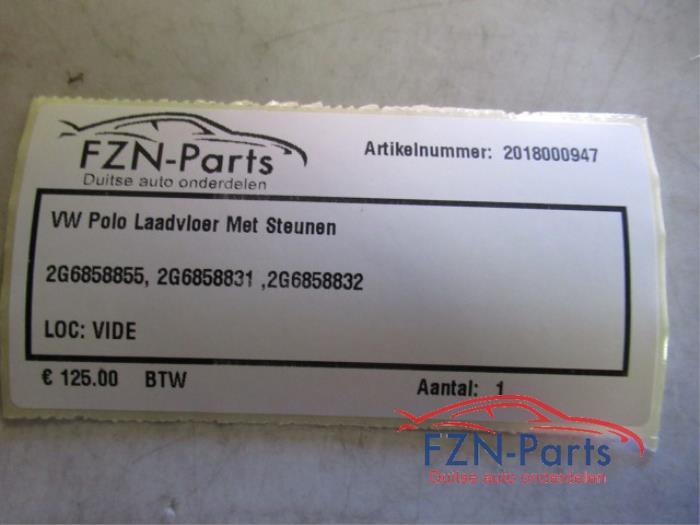 FZN-Parts
Duitse auto onderdelen
Artikelnummer: 2018000947
VW Polo Laadvloer Met Steunen
2G6858855, 2G6858831 ,2G6858832
LOC: VIDE
€ 125.00 BTW
Aantal: 1
FZN-Parts
Duitse auto onderdelen